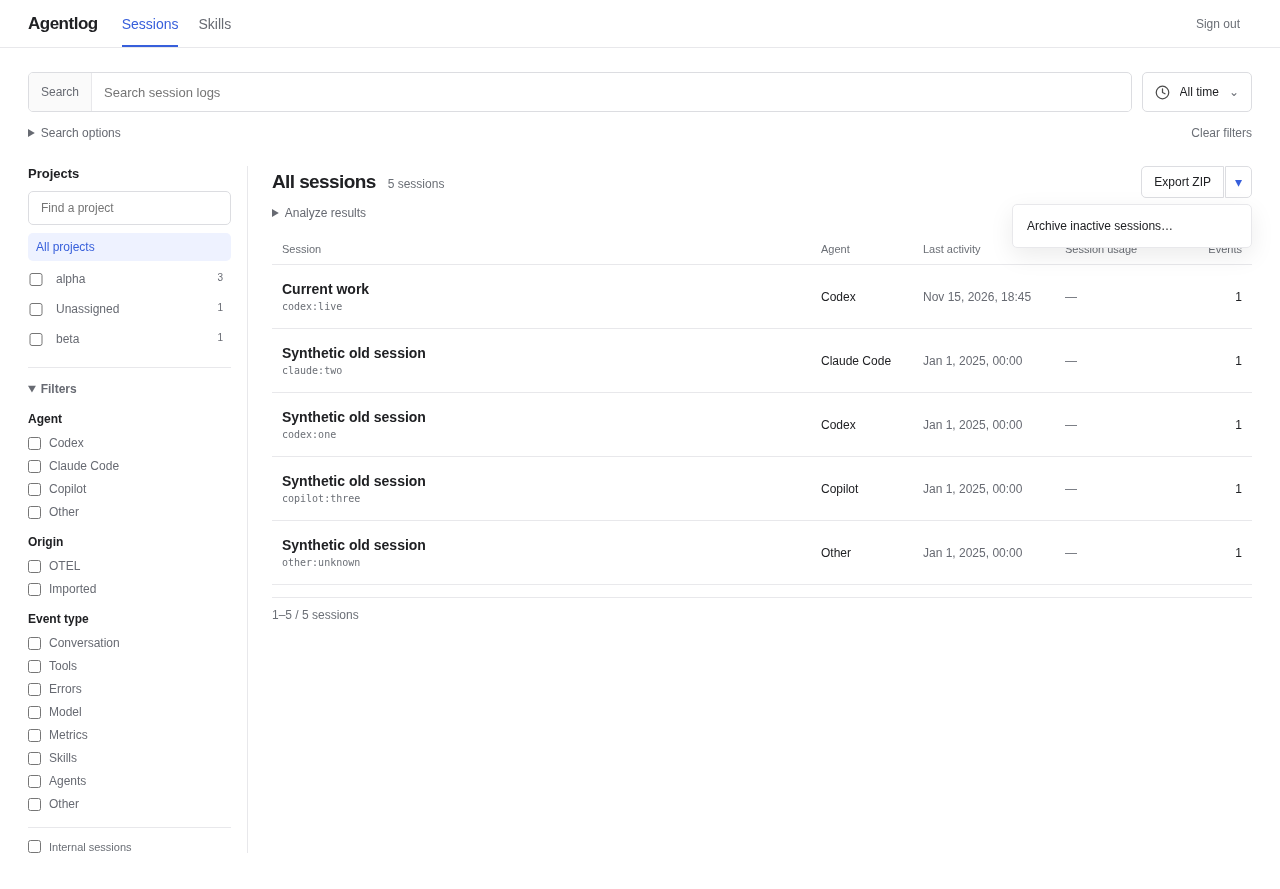 Agentlog Sessions Skills Sign out
Search Search session logs All time
Search options Clear filters
Projects
Find a project
All projects
alpha 3
Unassigned 1
beta 1
Filters
Agent
Codex
Claude Code
Copilot
Other
Origin
OTEL
Imported
Event type
Conversation
Tools
Errors
Model
Metrics
Skills
Agents
Other
Internal sessions
All sessions 5 sessions Export ZIP
Analyze results
Archive inactive sessions…
Session Agent Last activity Session usage Events
Current work
codex:live
Codex Nov 15, 2026, 18:45 — 1
Synthetic old session
claude:two
Claude Code Jan 1, 2025, 00:00 — 1
Synthetic old session
codex:one
Codex Jan 1, 2025, 00:00 — 1
Synthetic old session
copilot:three
Copilot Jan 1, 2025, 00:00 — 1
Synthetic old session
other:unknown
Other Jan 1, 2025, 00:00 — 1
1–5 / 5 sessions